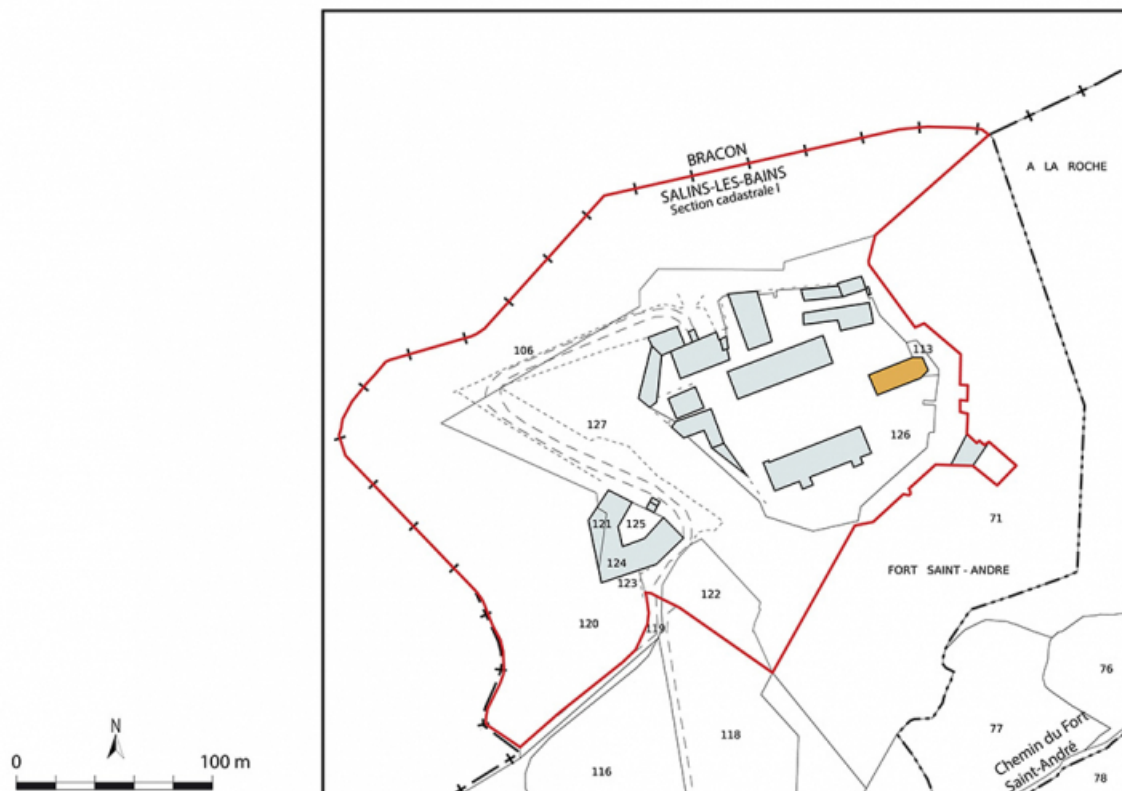 BRACON
SALINS-LES-BAINS
Section cadastrale I
A LA ROCHE
106
113
127
126
121
125
71
124
FORT SAINT-ANDRE
123
122
120
119
76
77
118
Chemin du Fort
Saint-André
116
78
N
0
100 m